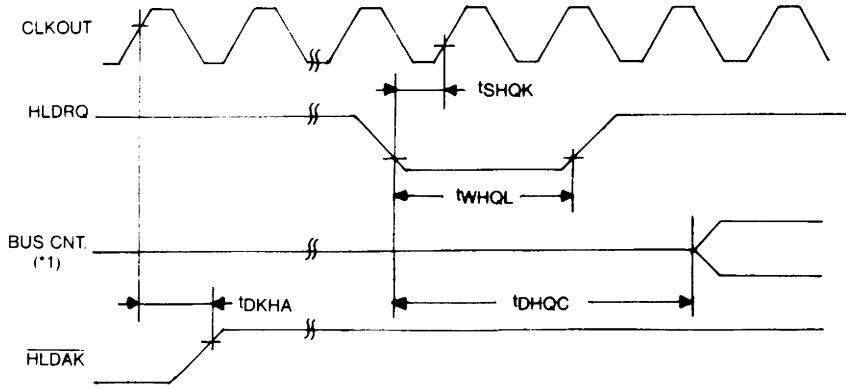 CLKOUT
tSHQK
HLDRQ
tWHQL
BUS CNT.
(*1)
tDKHA
tDHQC
HLDAK